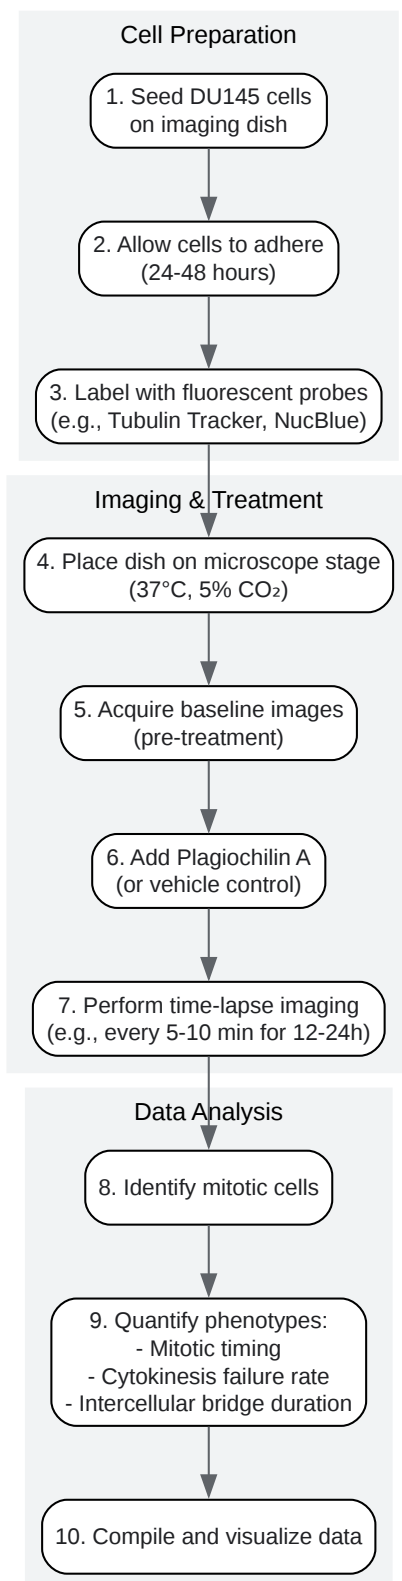 Cell Preparation
1. Seed DU145 cells
on imaging dish
2. Allow cells to adhere
(24-48 hours)
3. Label with fluorescent probes
(e.g., Tubulin Tracker, NucBlue)
Imaging & Treatment
4. Place dish on microscope stage
(37°C, 5% CO₂)
5. Acquire baseline images
(pre-treatment)
6. Add Plagiochilin A
(or vehicle control)
7. Perform time-lapse imaging
(e.g., every 5-10 min for 12-24h)
Data Analysis
8. Identify mitotic cells
9. Quantify phenotypes:
- Mitotic timing
- Cytokinesis failure rate
- Intercellular bridge duration
10. Compile and visualize data